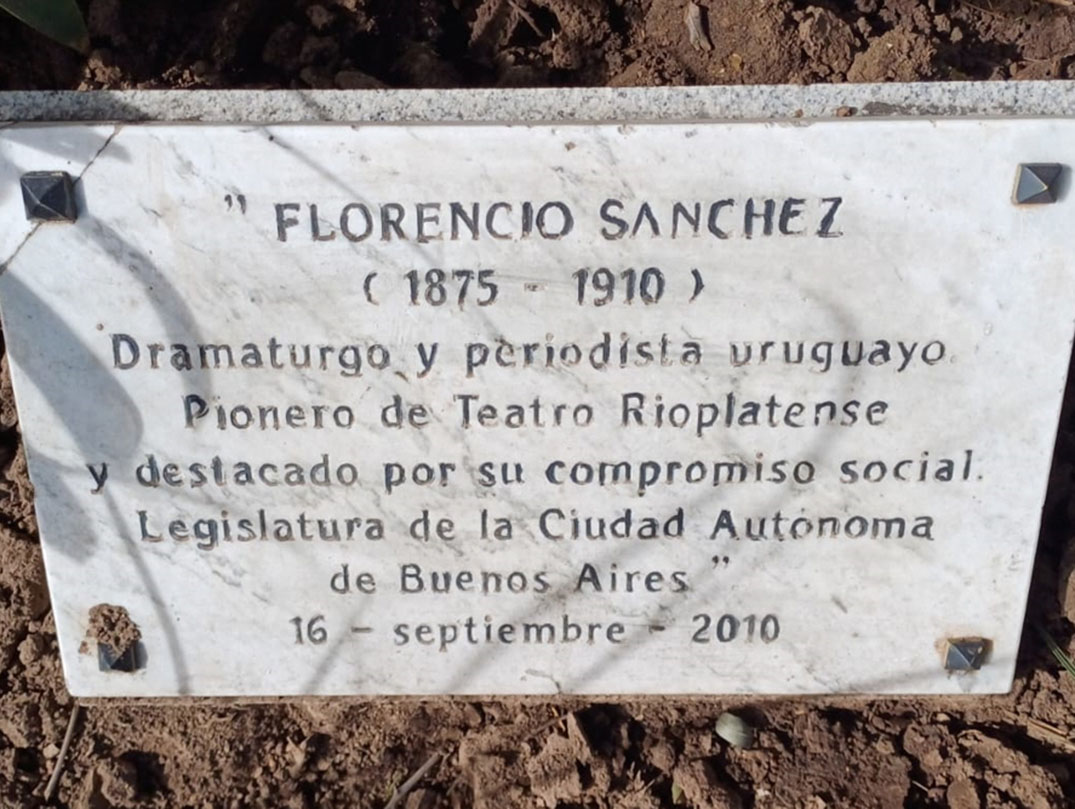 " FLORENCIO SANCHEZ
( 1875 - 1910 )
Dramaturgo y periodista uruguayo.
Pionero de Teatro Rioplatense
y destacado por su compromiso social.
Legislatura de la Ciudad Autónoma
de Buenos Aires "
16 - septiembre - 2010